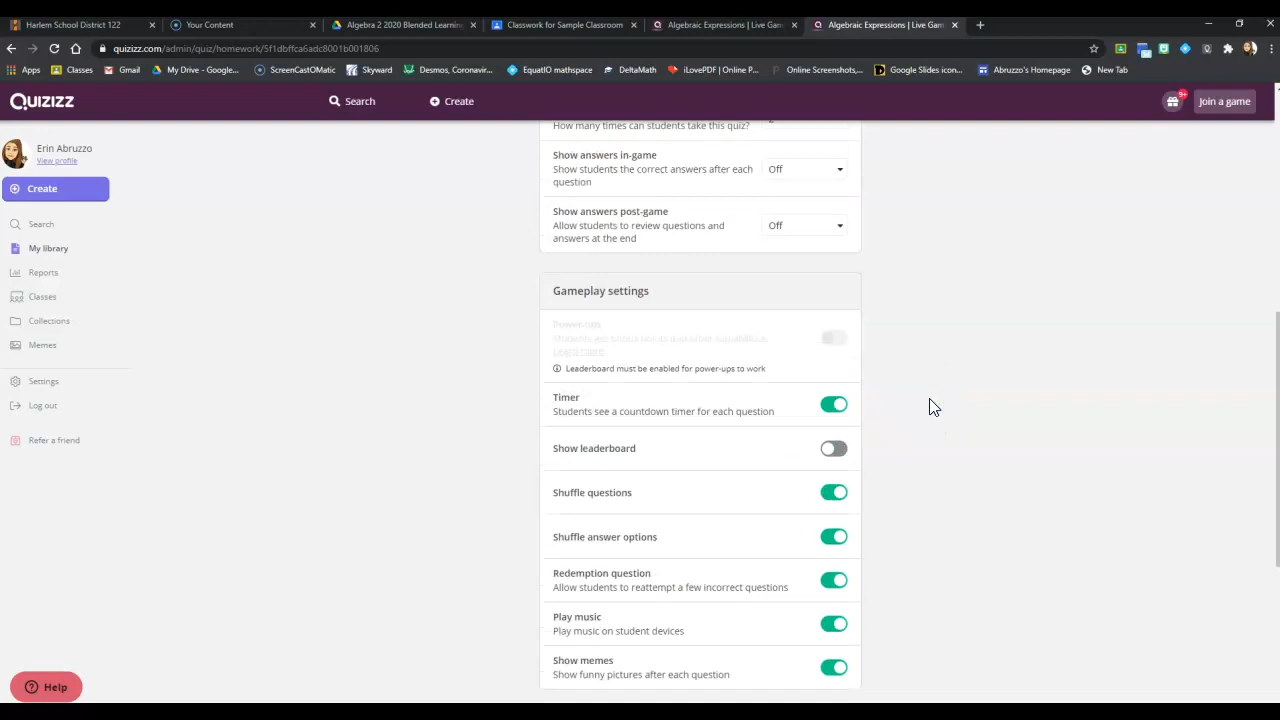 Harlem School District 122
Your Content
Algebra 2 2020 Blended Learning
Classwork for Sample Classroom
Algebraic Expressions | Live Gam
Algebraic Expressions | Live Gam
quizizz.com/admin/quiz/homework/5f1dbffca6adc8001b001806
Apps
Classes
Gmail
My Drive - Google...
ScreenCastOMatic
Skyward
Desmos, Coronavir...
EquatIO mathspace
DeltaMath
iLovePDF | Online P...
Online Screenshots,...
Google Slides icon...
Abruzzo's Homepage
New Tab
QUIZIZZ
Search
Create
9+
Join a game
Erin Abruzzo
View profile
Create
Search
My library
Reports
Classes
Collections
Memes
Settings
Log out
Refer a friend
Help
How many times can students take this quiz?
Show answers in-game
Show students the correct answers after each
question
Off
Show answers post-game
Allow students to review questions and
answers at the end
Off
Gameplay settings
Power-ups
Learn more
Leaderboard must be enabled for power-ups to work
Timer
Students see a countdown timer for each question
Show leaderboard
Shuffle questions
Shuffle answer options
Redemption question
Allow students to reattempt a few incorrect questions
Play music
Play music on student devices
Show memes
Show funny pictures after each question